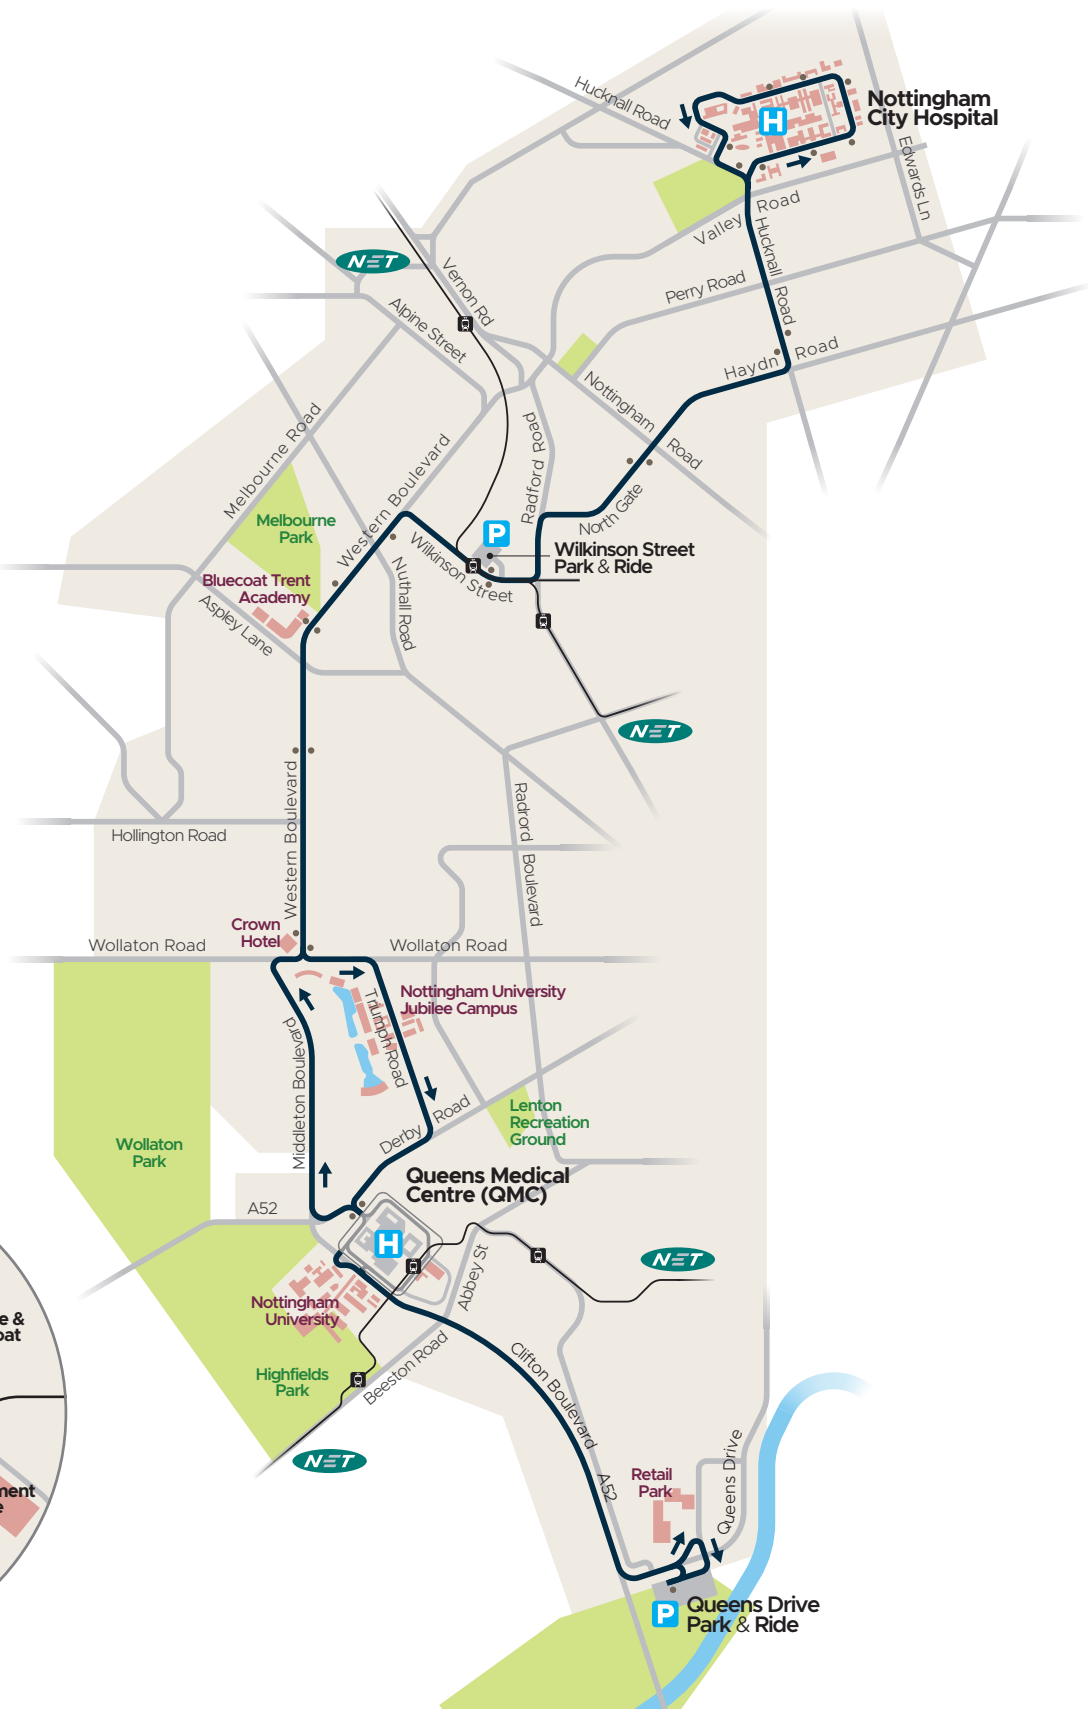 Hucknall Road
H
Nottingham
City Hospital
Edwards Ln
Valley Road
Hucknall Road
NET
Vernon Rd
Perry Road
Alpine Street
Haydn Road
Nottingham Road
Melbourne Road
Western Boulevard
Radford Road
North Gate
Melbourne
Park
P
Wilkinson Street
Park & Ride
Wilkinson Street
Nuthall Road
Bluecoat Trent
Academy
Aspley Lane
NET
Radrord Boulevard
Western Boulevard
Hollington Road
Crown
Hotel
Wollaton Road
Wollaton Road
Nottingham University
Jubilee Campus
Triumph Road
Middleton Boulevard
Derby Road
Lenton
Recreation
Ground
Wollaton
Park
Queens Medical
Centre (QMC)
A52
H
NET
Abbey St
Nottingham
University
Highfields
Park
Beeston Road
Clifton Boulevard
NET
A52
Retail
Park
Queens Drive
P
Queens Drive
Park & Ride
e &
oat
ment
e